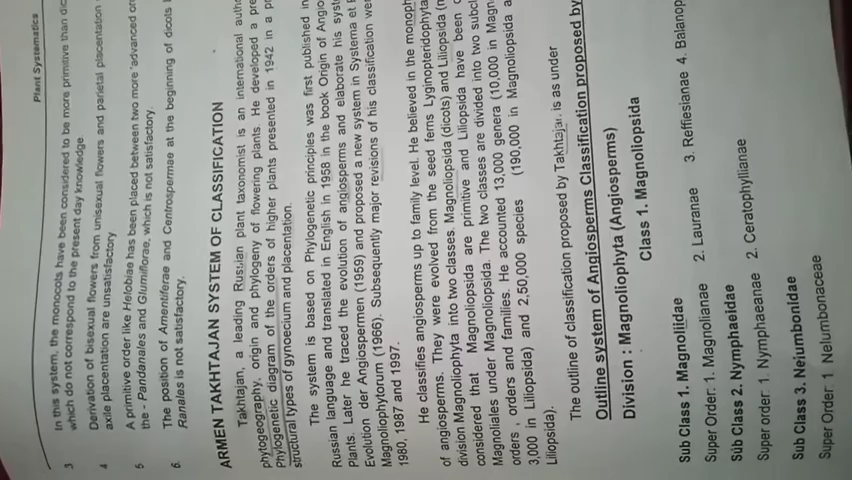 Plant Systematics
3 In this system, the monocots have been considered to be more primitive than dic
which do not correspond to the present day knowledge
4 Derivation of bisexual flowers from unisexual flowers and parietal placentation
axile placentation are unsatisfactory
5 A primitive order like Helobiae has been placed between two more 'advanced ord
the - Pandanales and Glumiflorae, which is not satisfactory.
6. The position of Amentiferae and Centrospermae at the beginning of dicots
Ranales is not satisfactory.
ARMEN TAKHTAJAN SYSTEM OF CLASSIFICATION
Takhtajan, a leading Russian plant taxonomist is an international autho
phytogeography, origin and phylogeny of flowering plants. He developed a pre
Phylogenetic diagram of the orders of higher plants presented in 1942 in a po
structural types of gynoecium and placentation.
The system is based on Phylogenetic principles was first published in
Russian language and translated in English in 1958 in the book Origin of Angio
Plants. Later he traced the evolution of angiosperms and elaborate his syste
Evolution der Angiospermen (1959) and proposed a new system in Systema et P
Magnoliophytorum (1966). Subsequently major revisions of his classification wer
1980, 1987 and 1997.
He classifies angiosperms up to family level. He believed in the monoph
of angiosperms. They were evolved from the seed ferns Lyginopteridophyta
division Magnoliophyta into two classes. Magnoliopsida (dicots) and Liliopsida (m
considered that Magnoliopsida are primitive and Liliopsida have been
Magnoliales under Magnoliopsida. The two classes are divided into two subcl
orders, orders and families. He accounted 13,000 genera (10,000 in Magn
3,000 in Liliopsida) and 2,50,000 species (190,000 in Magnoliopsida a
Liliopsida).
The outline of classification proposed by Takhtajan is as under
Outline system of Angiosperms Classification proposed by
Division : Magnoliophyta (Angiosperms)
Class 1. Magnoliopsida
Sub Class 1. Magnoliidae
Super Order: 1. Magnolianae 2. Lauranae 3. Reffiesianae 4. Balanop
Sub Class 2. Nymphaeidae
Super order: 1. Nymphaeanae 2. Ceratophyllianae
Sub Class 3. Neiumbonidae
Super Order: 1 Nelumbonaceae